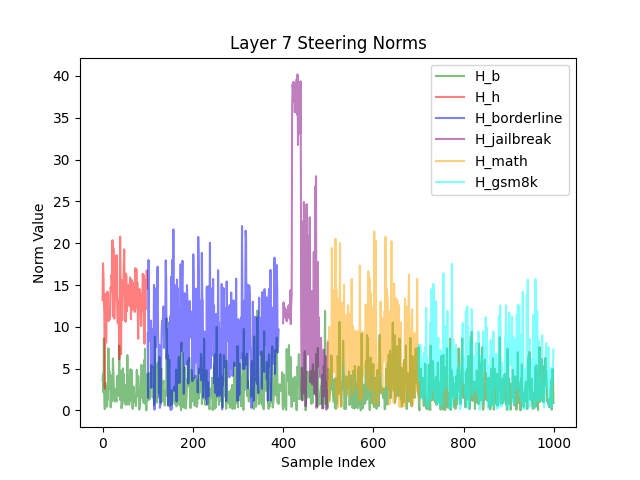 Layer 7 Steering Norms
40
35
30
25
20
15
10
5
0
Norm Value
H_b
H_h
H_borderline
H_jailbreak
H_math
H_gsm8k
0
200
400
600
800
1000
Sample Index